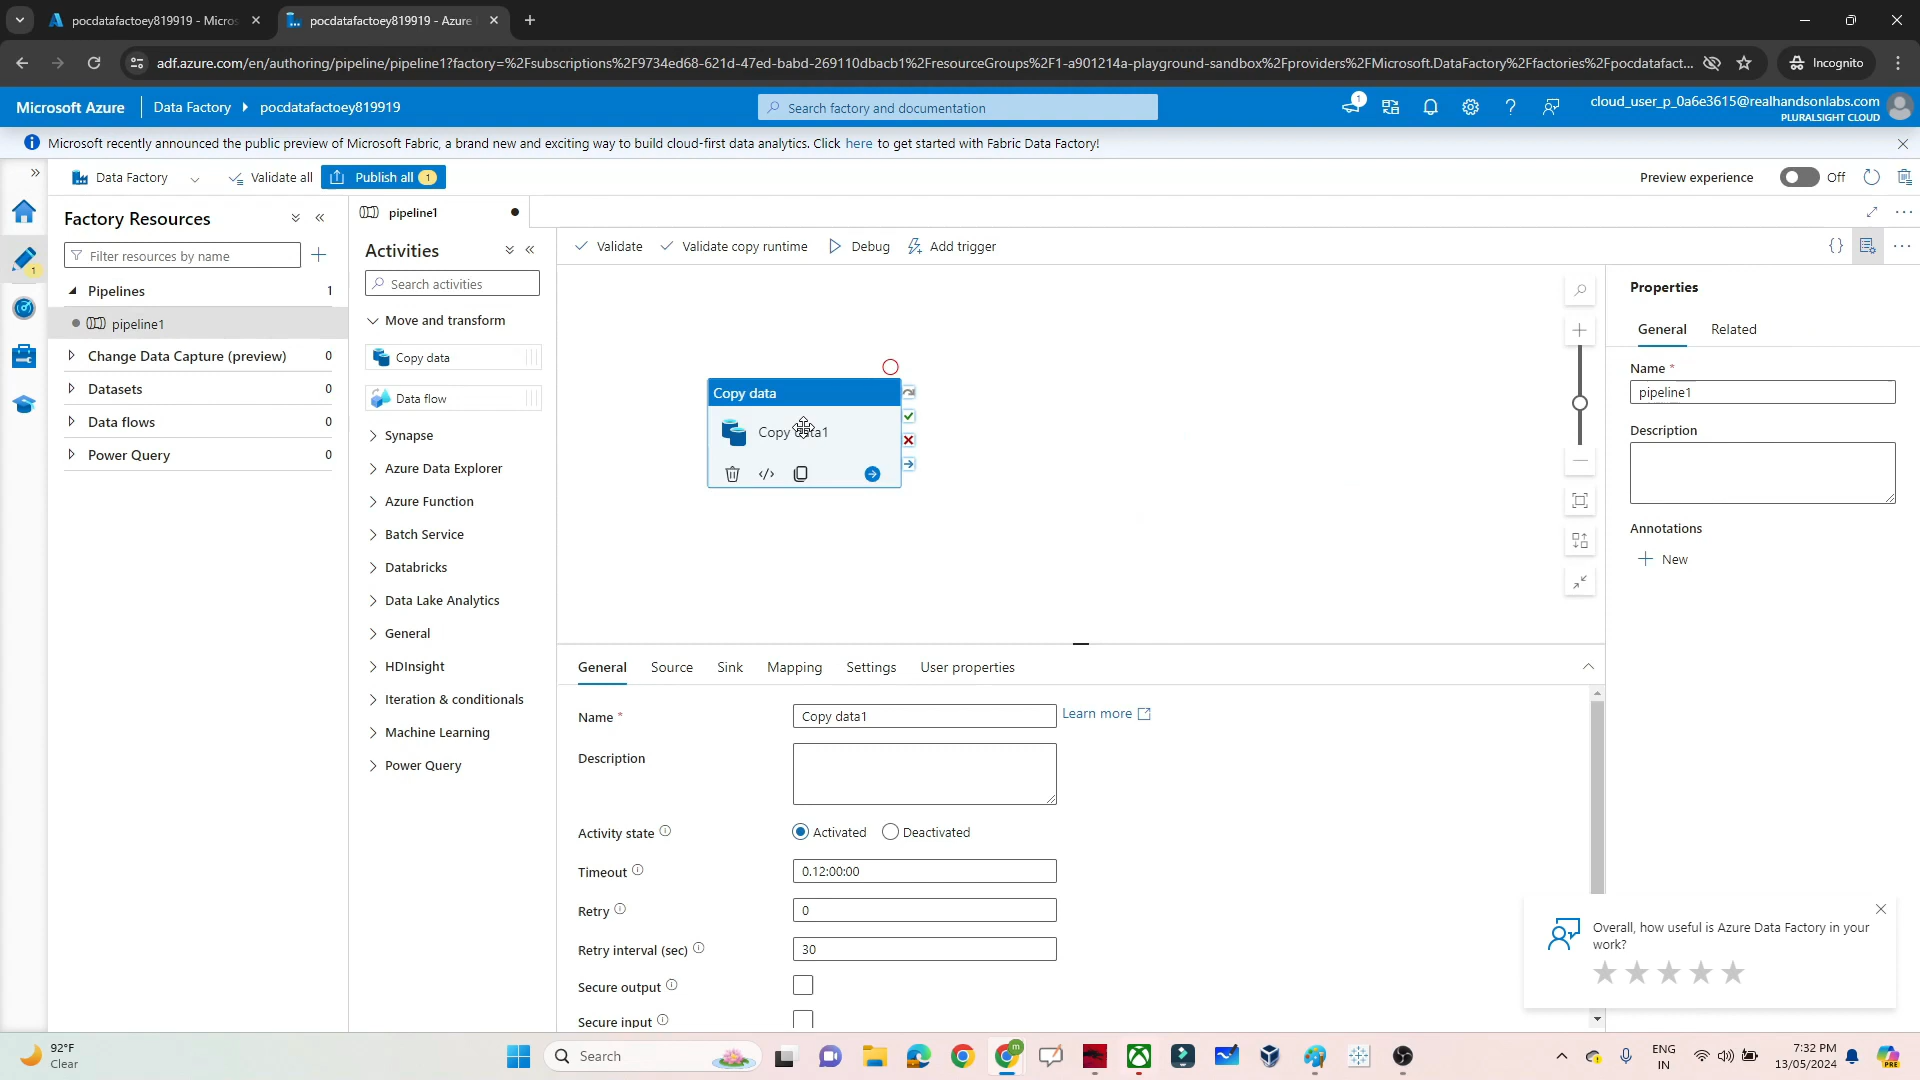 pocdatafactoey819919 - Micros
pocdatafactoey819919 - Azure
adf.azure.com/en/authoring/pipeline/pipeline1?factory=%2Fsubscriptions%2F9734ed68-621d-47ed-babd-269110dbacb1%2FresourceGroups%2F1-a901214a-playground-sandbox%2Fproviders%2FMicrosoft.DataFactory%2Ffactories%2Fpocdatafact...
Incognito
Microsoft Azure
Data Factory
pocdatafactoey819919
Search factory and documentation
1
cloud_user_p_0a6e3615@realhandsonlabs.com
PLURALSIGHT CLOUD
Microsoft recently announced the public preview of Microsoft Fabric, a brand new and exciting way to build cloud-first data analytics. Click here to get started with Fabric Data Factory!
Data Factory
Validate all
Publish all 1
Preview experience
Off
1
Factory Resources
Filter resources by name
Pipelines 1
pipeline1
Change Data Capture (preview) 0
Datasets 0
Data flows 0
Power Query 0
pipeline1
Activities
Search activities
Move and transform
Copy data
Data flow
Synapse
Azure Data Explorer
Azure Function
Batch Service
Databricks
Data Lake Analytics
General
HDInsight
Iteration & conditionals
Machine Learning
Power Query
Validate
Validate copy runtime
Debug
Add trigger
Copy data
Copy data1
General
Source
Sink
Mapping
Settings
User properties
Name *
Copy data1
Learn more
Description
Activity state
Activated
Deactivated
Timeout
0.12:00:00
Retry
0
Retry interval (sec)
30
Secure output
Secure input
Properties
General
Related
Name *
pipeline1
Description
Annotations
New
Overall, how useful is Azure Data Factory in your
work?
92°F
Clear
Search
m
ENG
IN
7:32 PM
13/05/2024
PRE